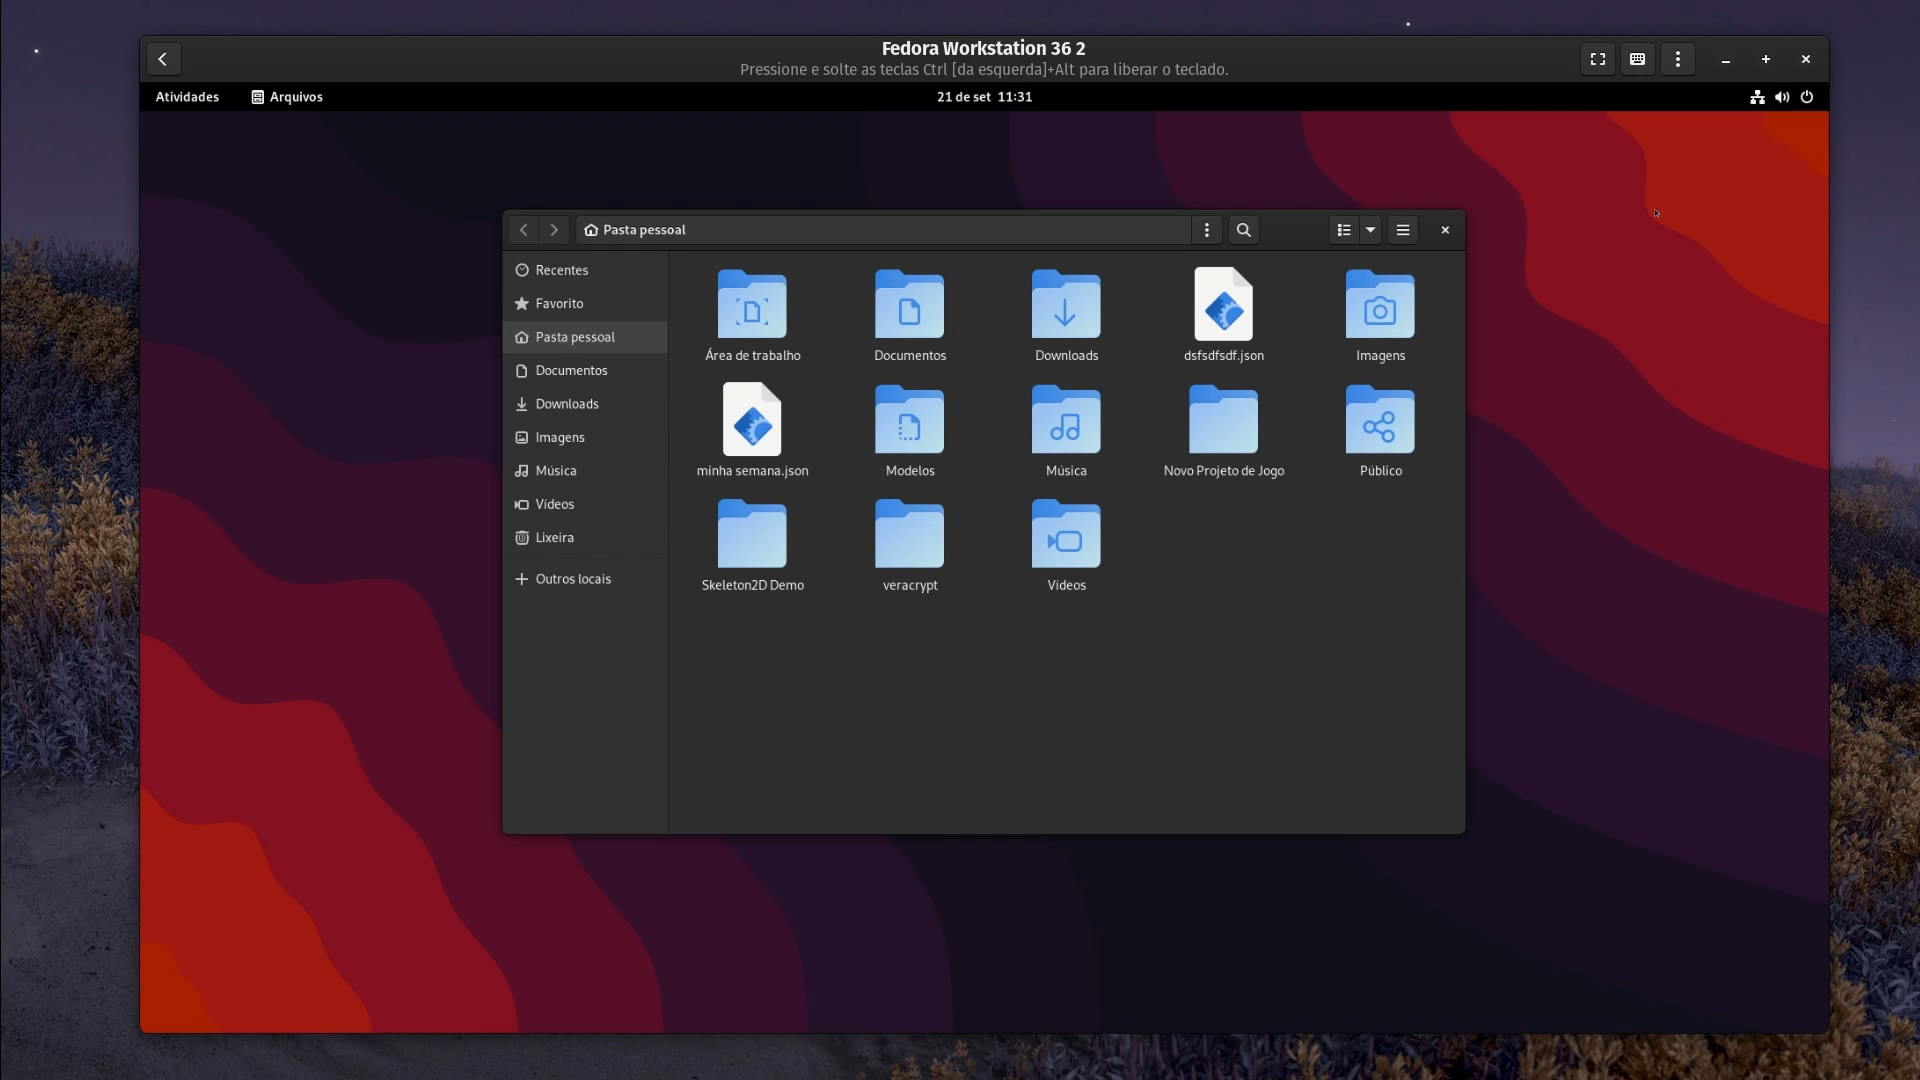 Fedora Workstation 36 2
Pressione e solte as teclas Ctrl [da esquerda]+Alt para liberar o teclado.
Atividades
Arquivos
21 de set 11:31
Pasta pessoal
Recentes
Favorito
Pasta pessoal
Documentos
Downloads
Imagens
Música
Vídeos
Lixeira
Outros locais
Área de trabalho
Documentos
Downloads
dsfsdfsdf.json
Imagens
minha semana.json
Modelos
Música
Novo Projeto de Jogo
Público
Skeleton2D Demo
veracrypt
Vídeos